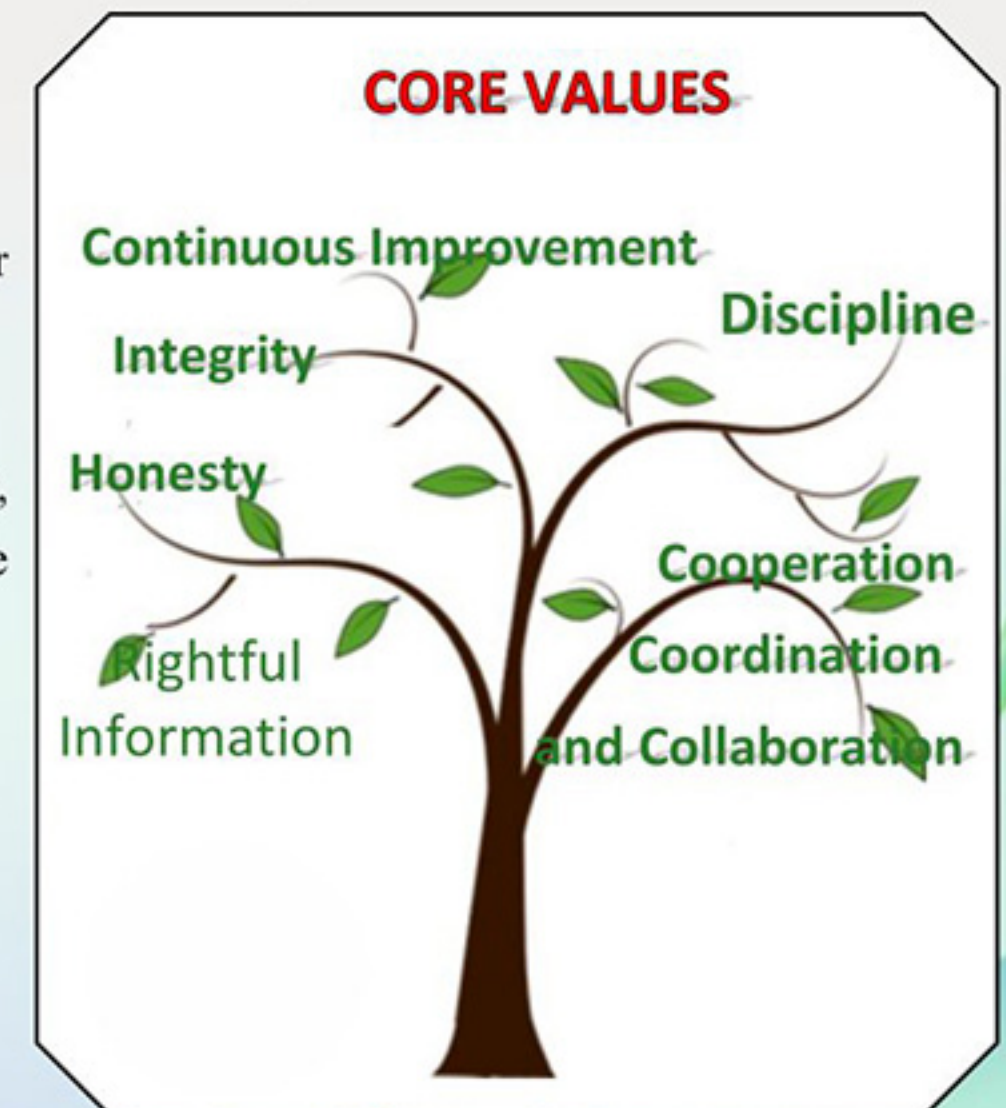 CORE VALUES
Continuous Improvement
Discipline
Integrity
Honesty
Cooperation
Coordination
and Collaboration
Rightful
Information